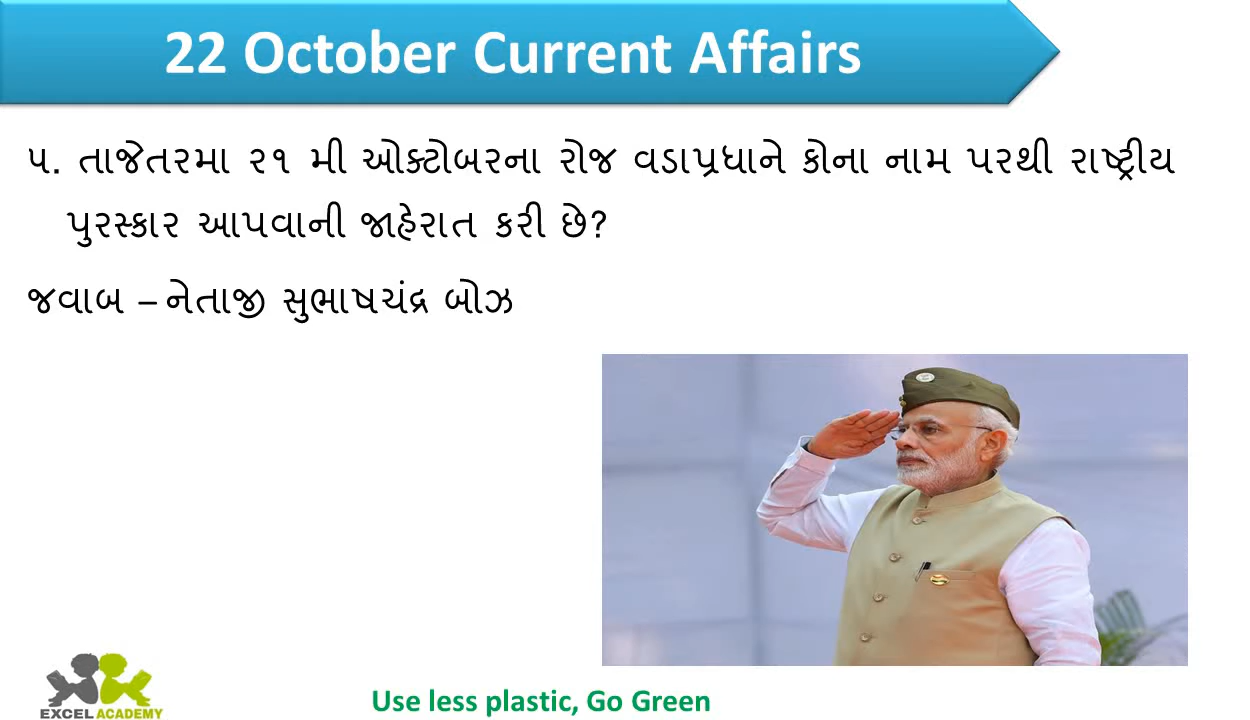 22 October Current Affairs
૫. તાજેતરમા ૨૧ મી ઓક્ટોબરના રોજ વડાપ્રધાને કોના નામ પરથી રાષ્ટ્રીય
પુરસ્કાર આપવાની જાહેરાત કરી છે?
જવાબ – નેતાજી સુભાષચંદ્ર બોઝ
EXCEL ACADEMY
Use less plastic, Go Green